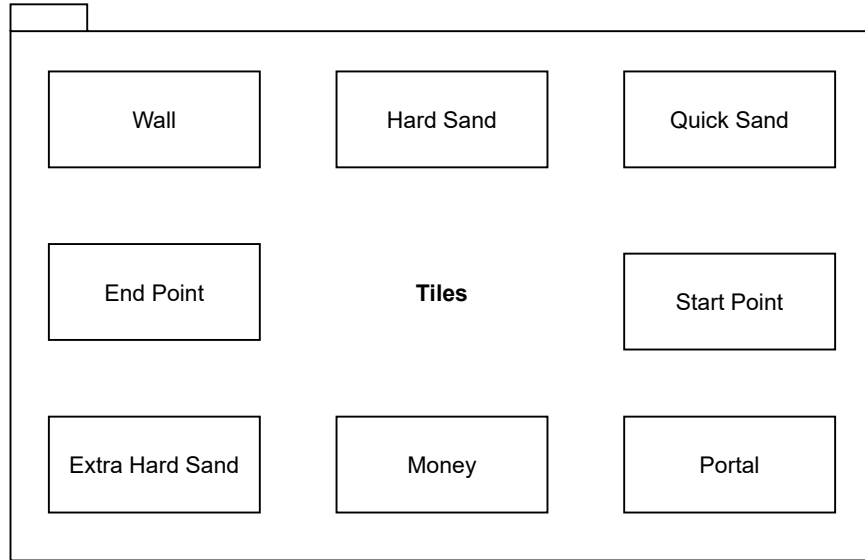 Wall
Hard Sand
Quick Sand
End Point
Tiles
Start Point
Extra Hard Sand
Money
Portal